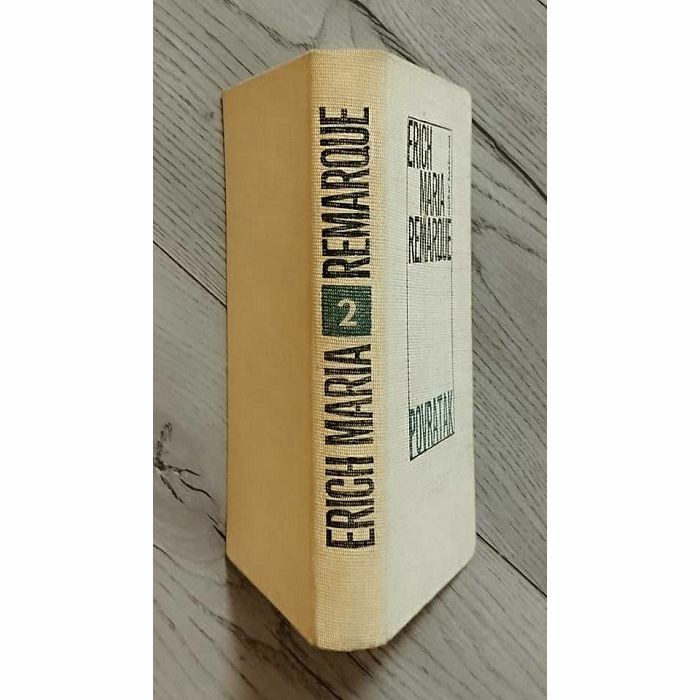 ERICH MARIA 2 REMARQUE
ERICH
MARIA
REMARQUE
POVRATAK